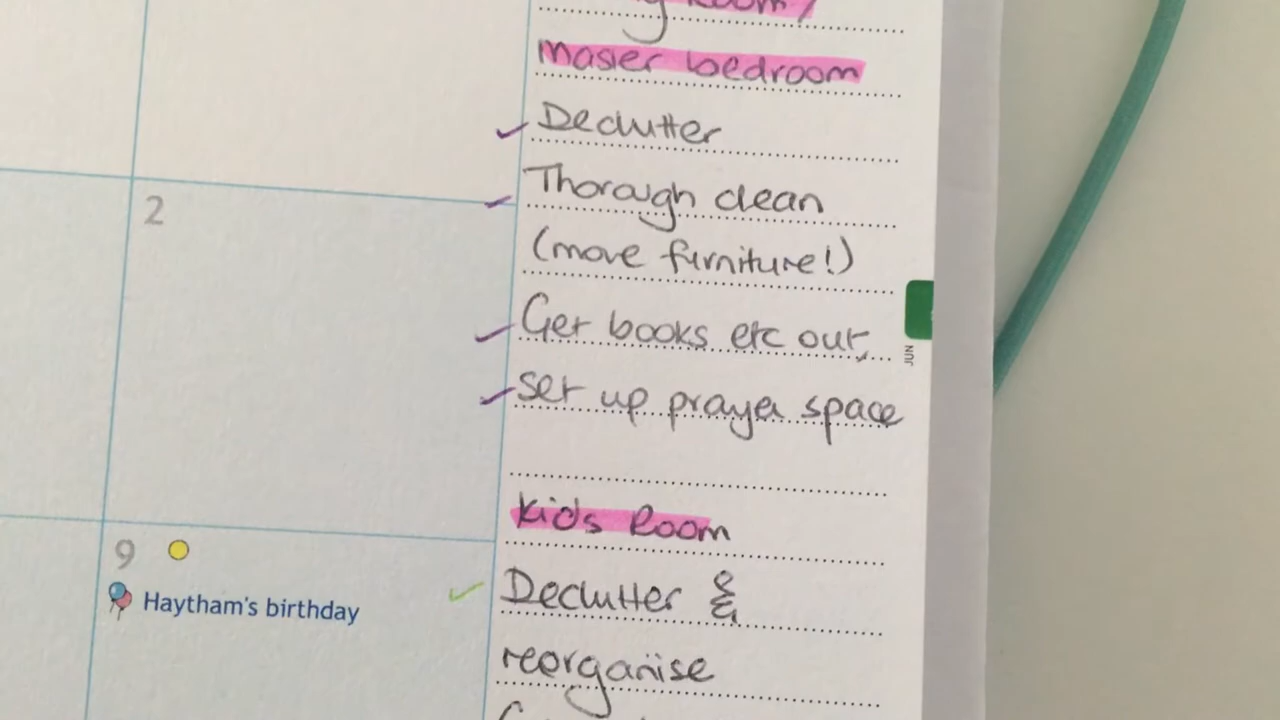 Room/
Master bedroom
Declutter
Thorough clean
(move furniture!)
Get books etc out,
set up prayer space
Kids Room
Declutter &
reorganise
2
9
Haytham's birthday
JUN